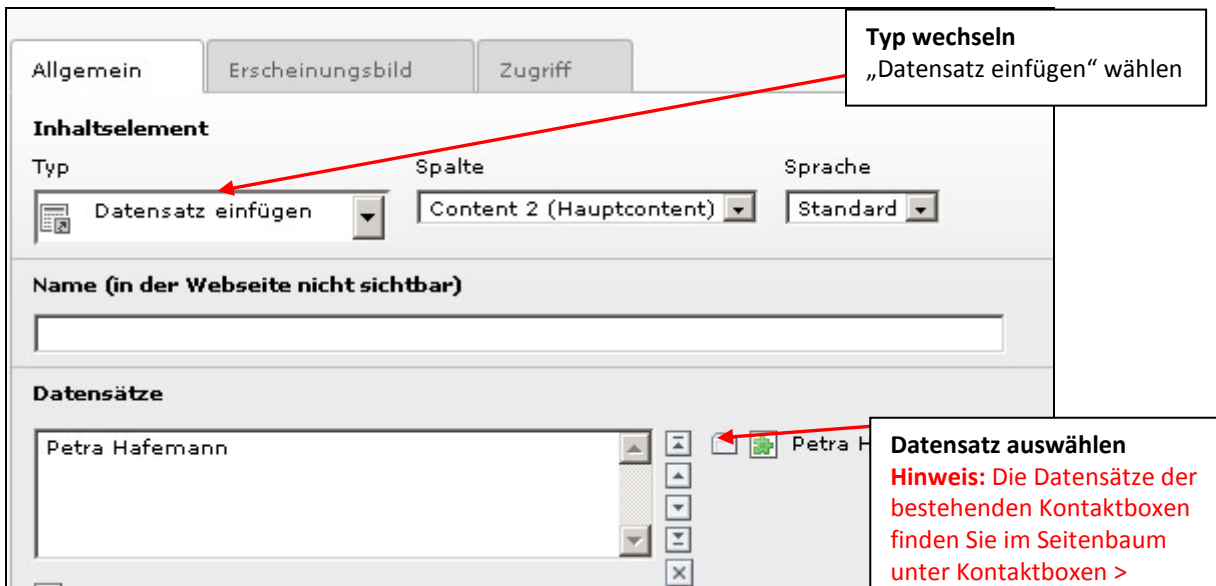 Typ wechseln
„Datensatz einfügen“ wählen
Allgemein Erscheinungsbild Zugriff
Inhaltselement
Typ Spalte Sprache
Datensatz einfügen Content 2 (Hauptcontent) Standard
Name (in der Webseite nicht sichtbar)
Datensätze
Petra Hafemann
Petra H
Datensatz auswählen
Hinweis: Die Datensätze der
bestehenden Kontaktboxen
finden Sie im Seitenbaum
unter Kontaktboxen >